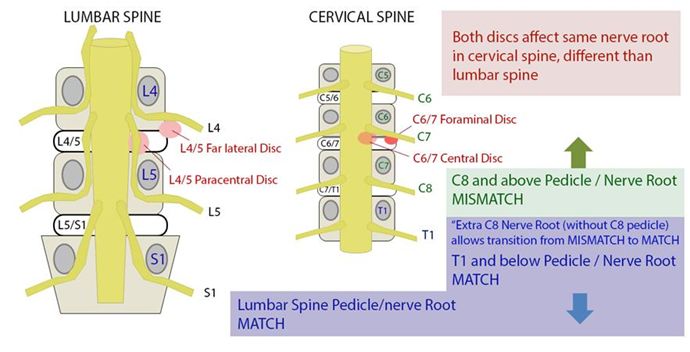 LUMBAR SPINE
L4
L4
L4/5
L4/5 Far lateral Disc
L4/5 Paracentral Disc
L5
L5
L5/S1
S1
S1
CERVICAL SPINE
C5
C5/6
C6
C6
C6/7 Foraminal Disc
C7
C6/7
C6/7 Central Disc
C7
C7/T1
C8
T1
T1
Both discs affect same nerve root
in cervical spine, different than
lumbar spine
C8 and above Pedicle / Nerve Root
MISMATCH
"Extra C8 Nerve Root (without C8 pedicle)
allows transition from MISMATCH to MATCH
T1 and below Pedicle / Nerve Root
MATCH
Lumbar Spine Pedicle/nerve Root
MATCH